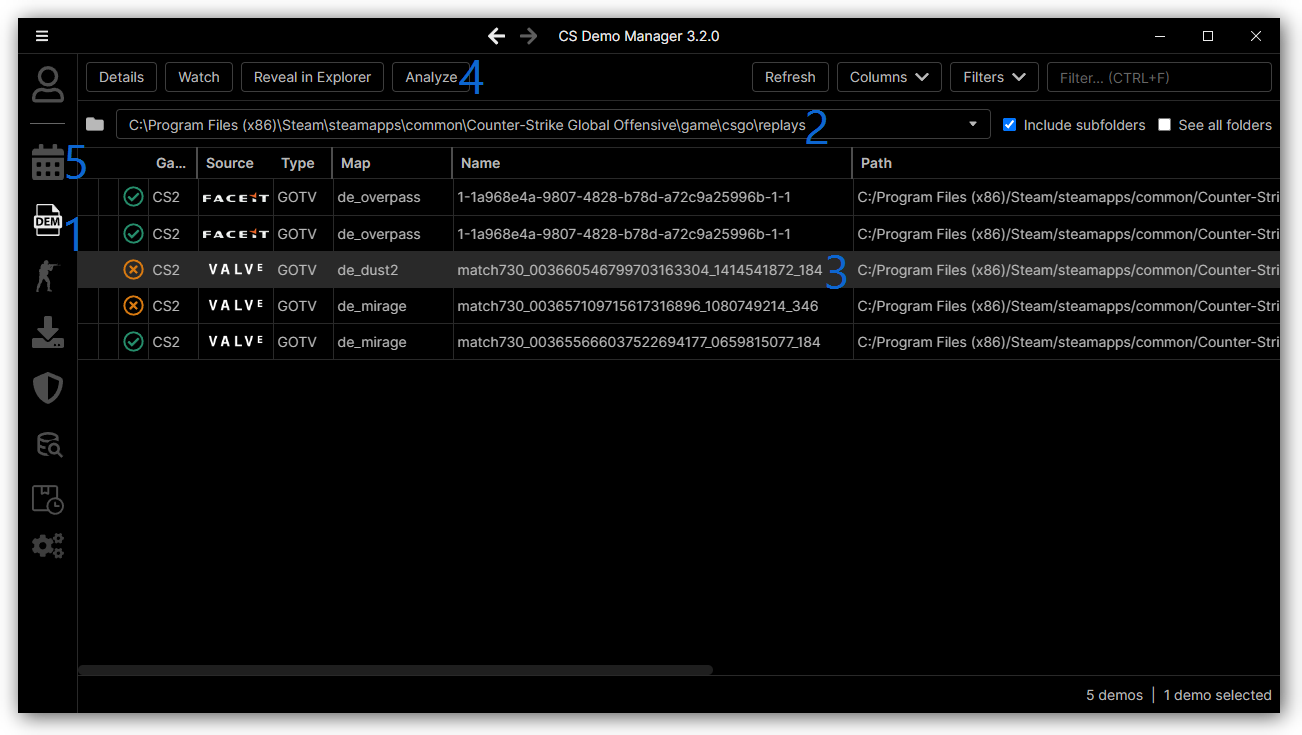 CS Demo Manager 3.2.0
Details Watch Reveal in Explorer Analyze 4 Refresh Columns Filters Filter... (CTRL+F)
C:\Program Files (x86)\Steam\steamapps\common\Counter-Strike Global Offensive\game\csgo\replays 2 Include subfolders See all folders
5 Ga... Source Type Map Name Path
CS2 FACEIT GOTV de_overpass 1-1a968e4a-9807-4828-b78d-a72c9a25996b-1-1 C:/Program Files (x86)/Steam/steamapps/common/Counter-Stri
DEM 1 CS2 FACEIT GOTV de_overpass 1-1a968e4a-9807-4828-b78d-a72c9a25996b-1-1 C:/Program Files (x86)/Steam/steamapps/common/Counter-Stri
CS2 VALVE GOTV de_dust2 match730_003660546799703163304_1414541872_184 3 C:/Program Files (x86)/Steam/steamapps/common/Counter-Stri
CS2 VALVE GOTV de_mirage match730_003657109715617316896_1080749214_346 C:/Program Files (x86)/Steam/steamapps/common/Counter-Stri
CS2 VALVE GOTV de_mirage match730_003655666037522694177_0659815077_184 C:/Program Files (x86)/Steam/steamapps/common/Counter-Stri
5 demos | 1 demo selected